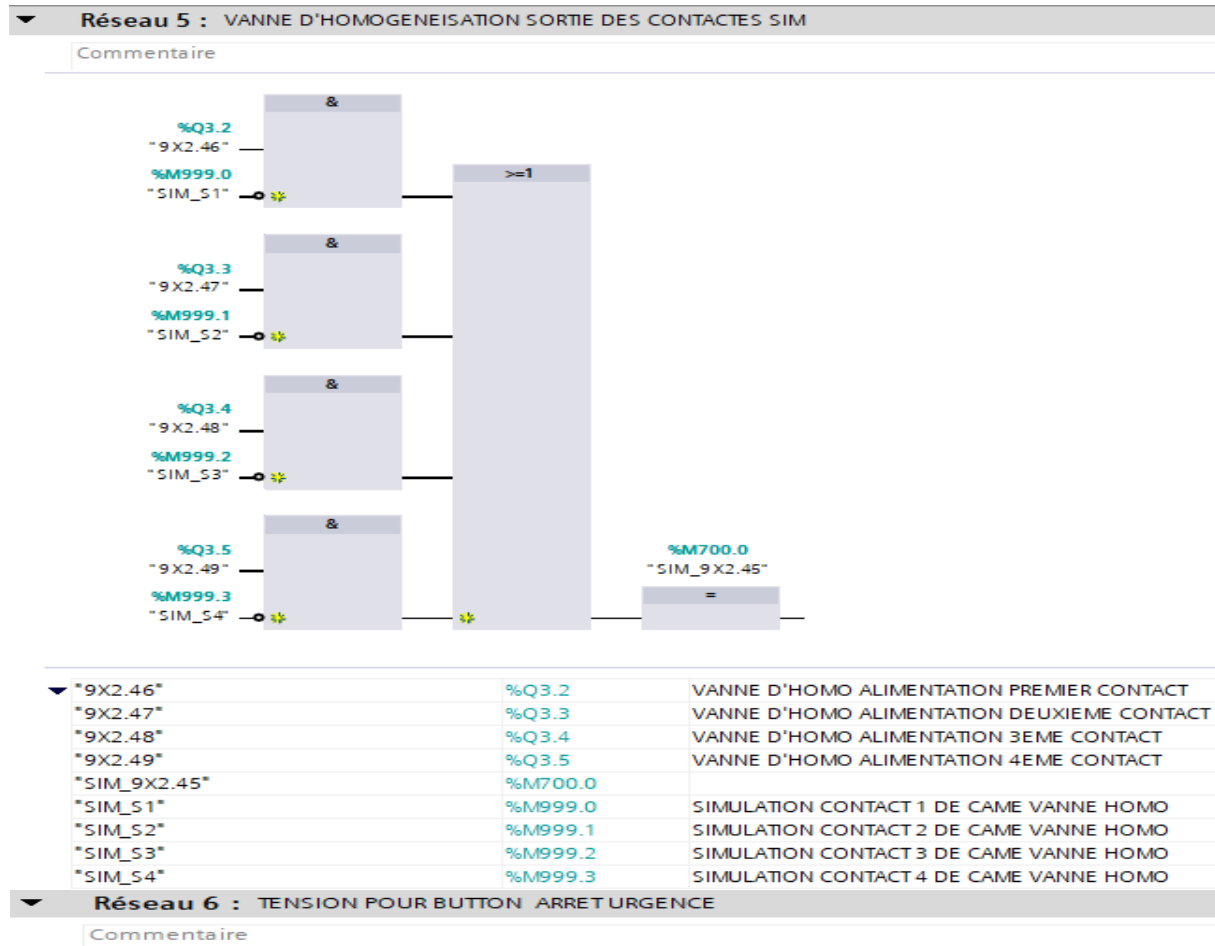 Réseau 5 : VANNE D'HOMOGENEISATION SORTIE DES CONTACTES SIM
Commentaire
&
%Q3.2
"9X2.46"
%M999.0
"SIM_S1"
>=1
&
%Q3.3
"9X2.47"
%M999.1
"SIM_S2"
&
%Q3.4
"9X2.48"
%M999.2
"SIM_S3"
&
%Q3.5
"9X2.49"
%M999.3
"SIM_S4"
%M700.0
"SIM_9X2.45"
=
"9X2.46" %Q3.2 VANNE D'HOMO ALIMENTATION PREMIER CONTACT
"9X2.47" %Q3.3 VANNE D'HOMO ALIMENTATION DEUXIEME CONTACT
"9X2.48" %Q3.4 VANNE D'HOMO ALIMENTATION 3EME CONTACT
"9X2.49" %Q3.5 VANNE D'HOMO ALIMENTATION 4EME CONTACT
"SIM_9X2.45" %M700.0
"SIM_S1" %M999.0 SIMULATION CONTACT 1 DE CAME VANNE HOMO
"SIM_S2" %M999.1 SIMULATION CONTACT 2 DE CAME VANNE HOMO
"SIM_S3" %M999.2 SIMULATION CONTACT 3 DE CAME VANNE HOMO
"SIM_S4" %M999.3 SIMULATION CONTACT 4 DE CAME VANNE HOMO
Réseau 6 : TENSION POUR BUTTON ARRET URGENCE
Commentaire